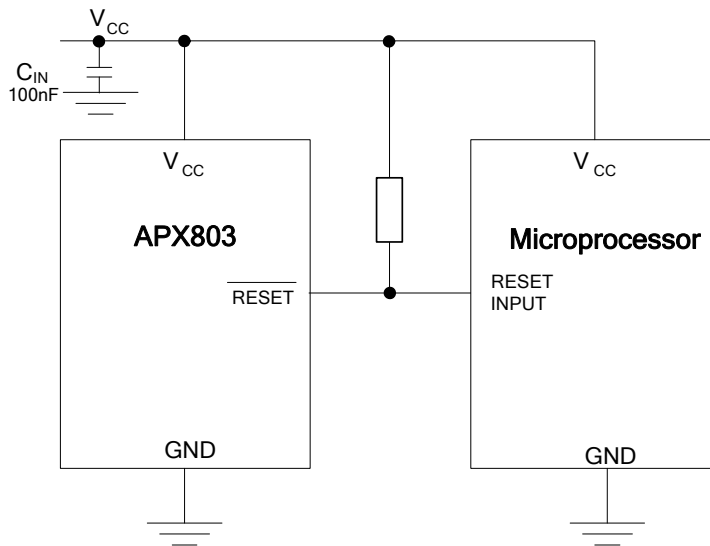 VCC
CIN
100nF
VCC
VCC
APX803
Microprocessor
RESET
RESET
INPUT
GND
GND